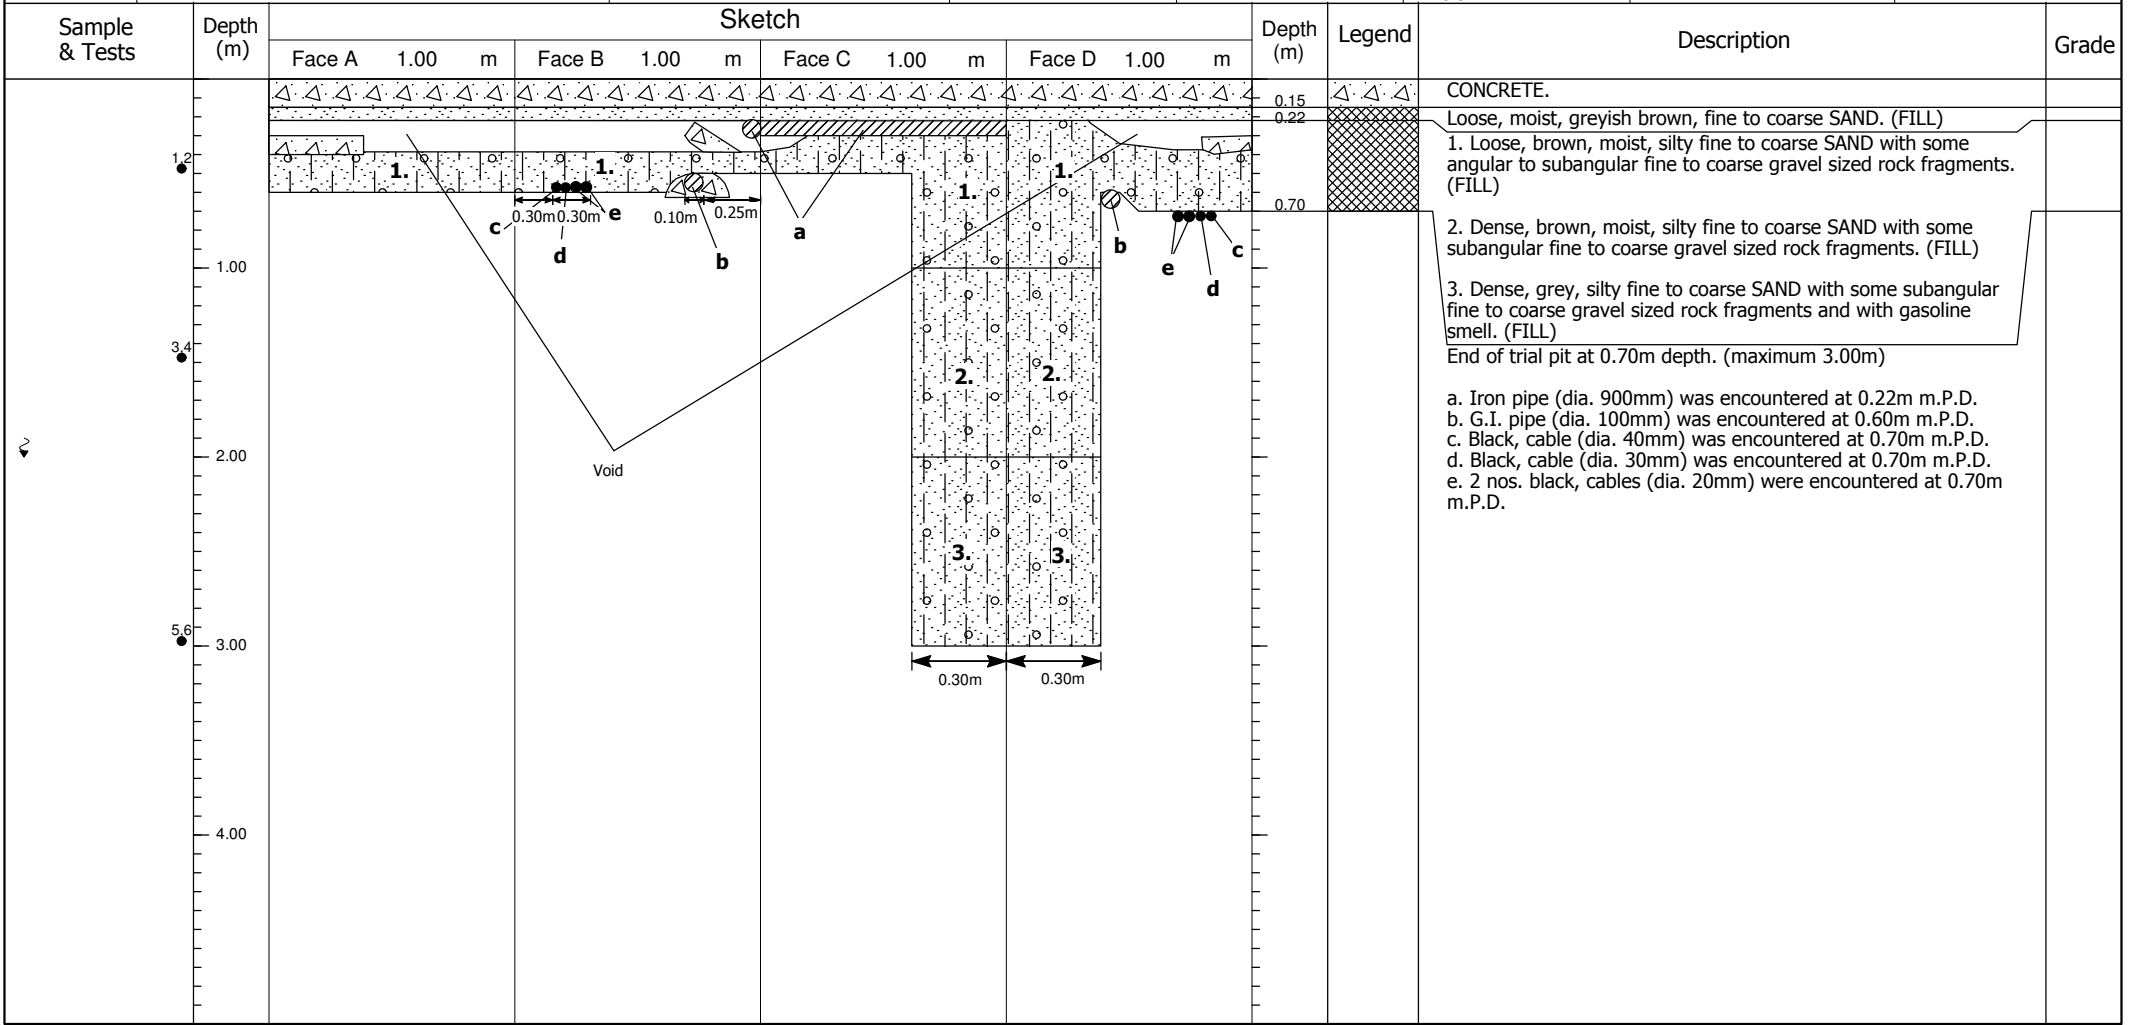 Sample
& Tests
Depth
(m)
Sketch
Face A 1.00 m
Face B 1.00 m
Face C 1.00 m
Face D 1.00 m
Depth
(m)
Legend
Description
Grade
1,2
3,4
5,6
1.00
2.00
3.00
4.00
1.
1.
1.
1.
2.
2.
3.
3.
0.30m
0.30m
e
0.10m
0.25m
c
d
b
a
b
c
e
d
Void
0.30m
0.30m
0.15
0.22
0.70
CONCRETE.
Loose, moist, greyish brown, fine to coarse SAND. (FILL)
1. Loose, brown, moist, silty fine to coarse SAND with some
angular to subangular fine to coarse gravel sized rock fragments.
(FILL)
2. Dense, brown, moist, silty fine to coarse SAND with some
subangular fine to coarse gravel sized rock fragments. (FILL)
3. Dense, grey, silty fine to coarse SAND with some subangular
fine to coarse gravel sized rock fragments and with gasoline
smell. (FILL)
End of trial pit at 0.70m depth. (maximum 3.00m)
a. Iron pipe (dia. 900mm) was encountered at 0.22m m.P.D.
b. G.I. pipe (dia. 100mm) was encountered at 0.60m m.P.D.
c. Black, cable (dia. 40mm) was encountered at 0.70m m.P.D.
d. Black, cable (dia. 30mm) was encountered at 0.70m m.P.D.
e. 2 nos. black, cables (dia. 20mm) were encountered at 0.70m
m.P.D.